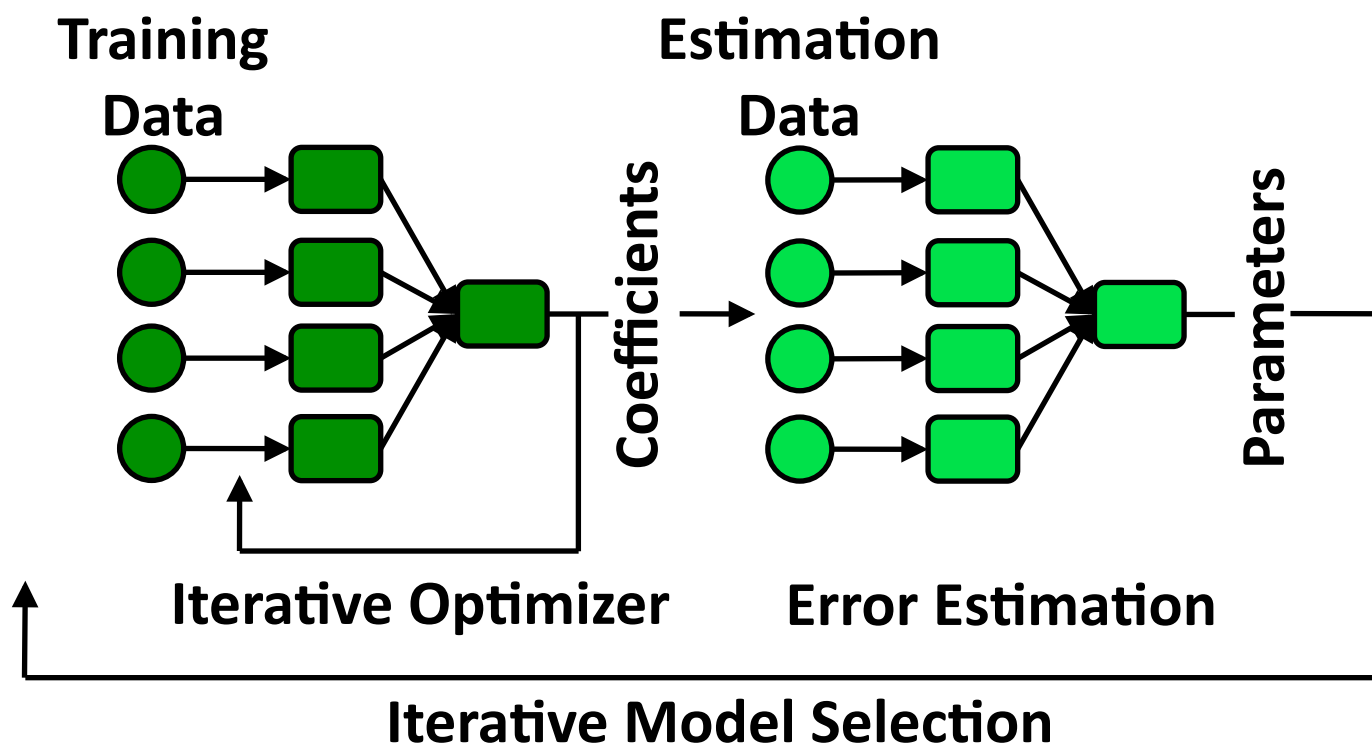 Training
Data
Estimation
Data
Coefficients
Parameters
Iterative Optimizer
Error Estimation
Iterative Model Selection